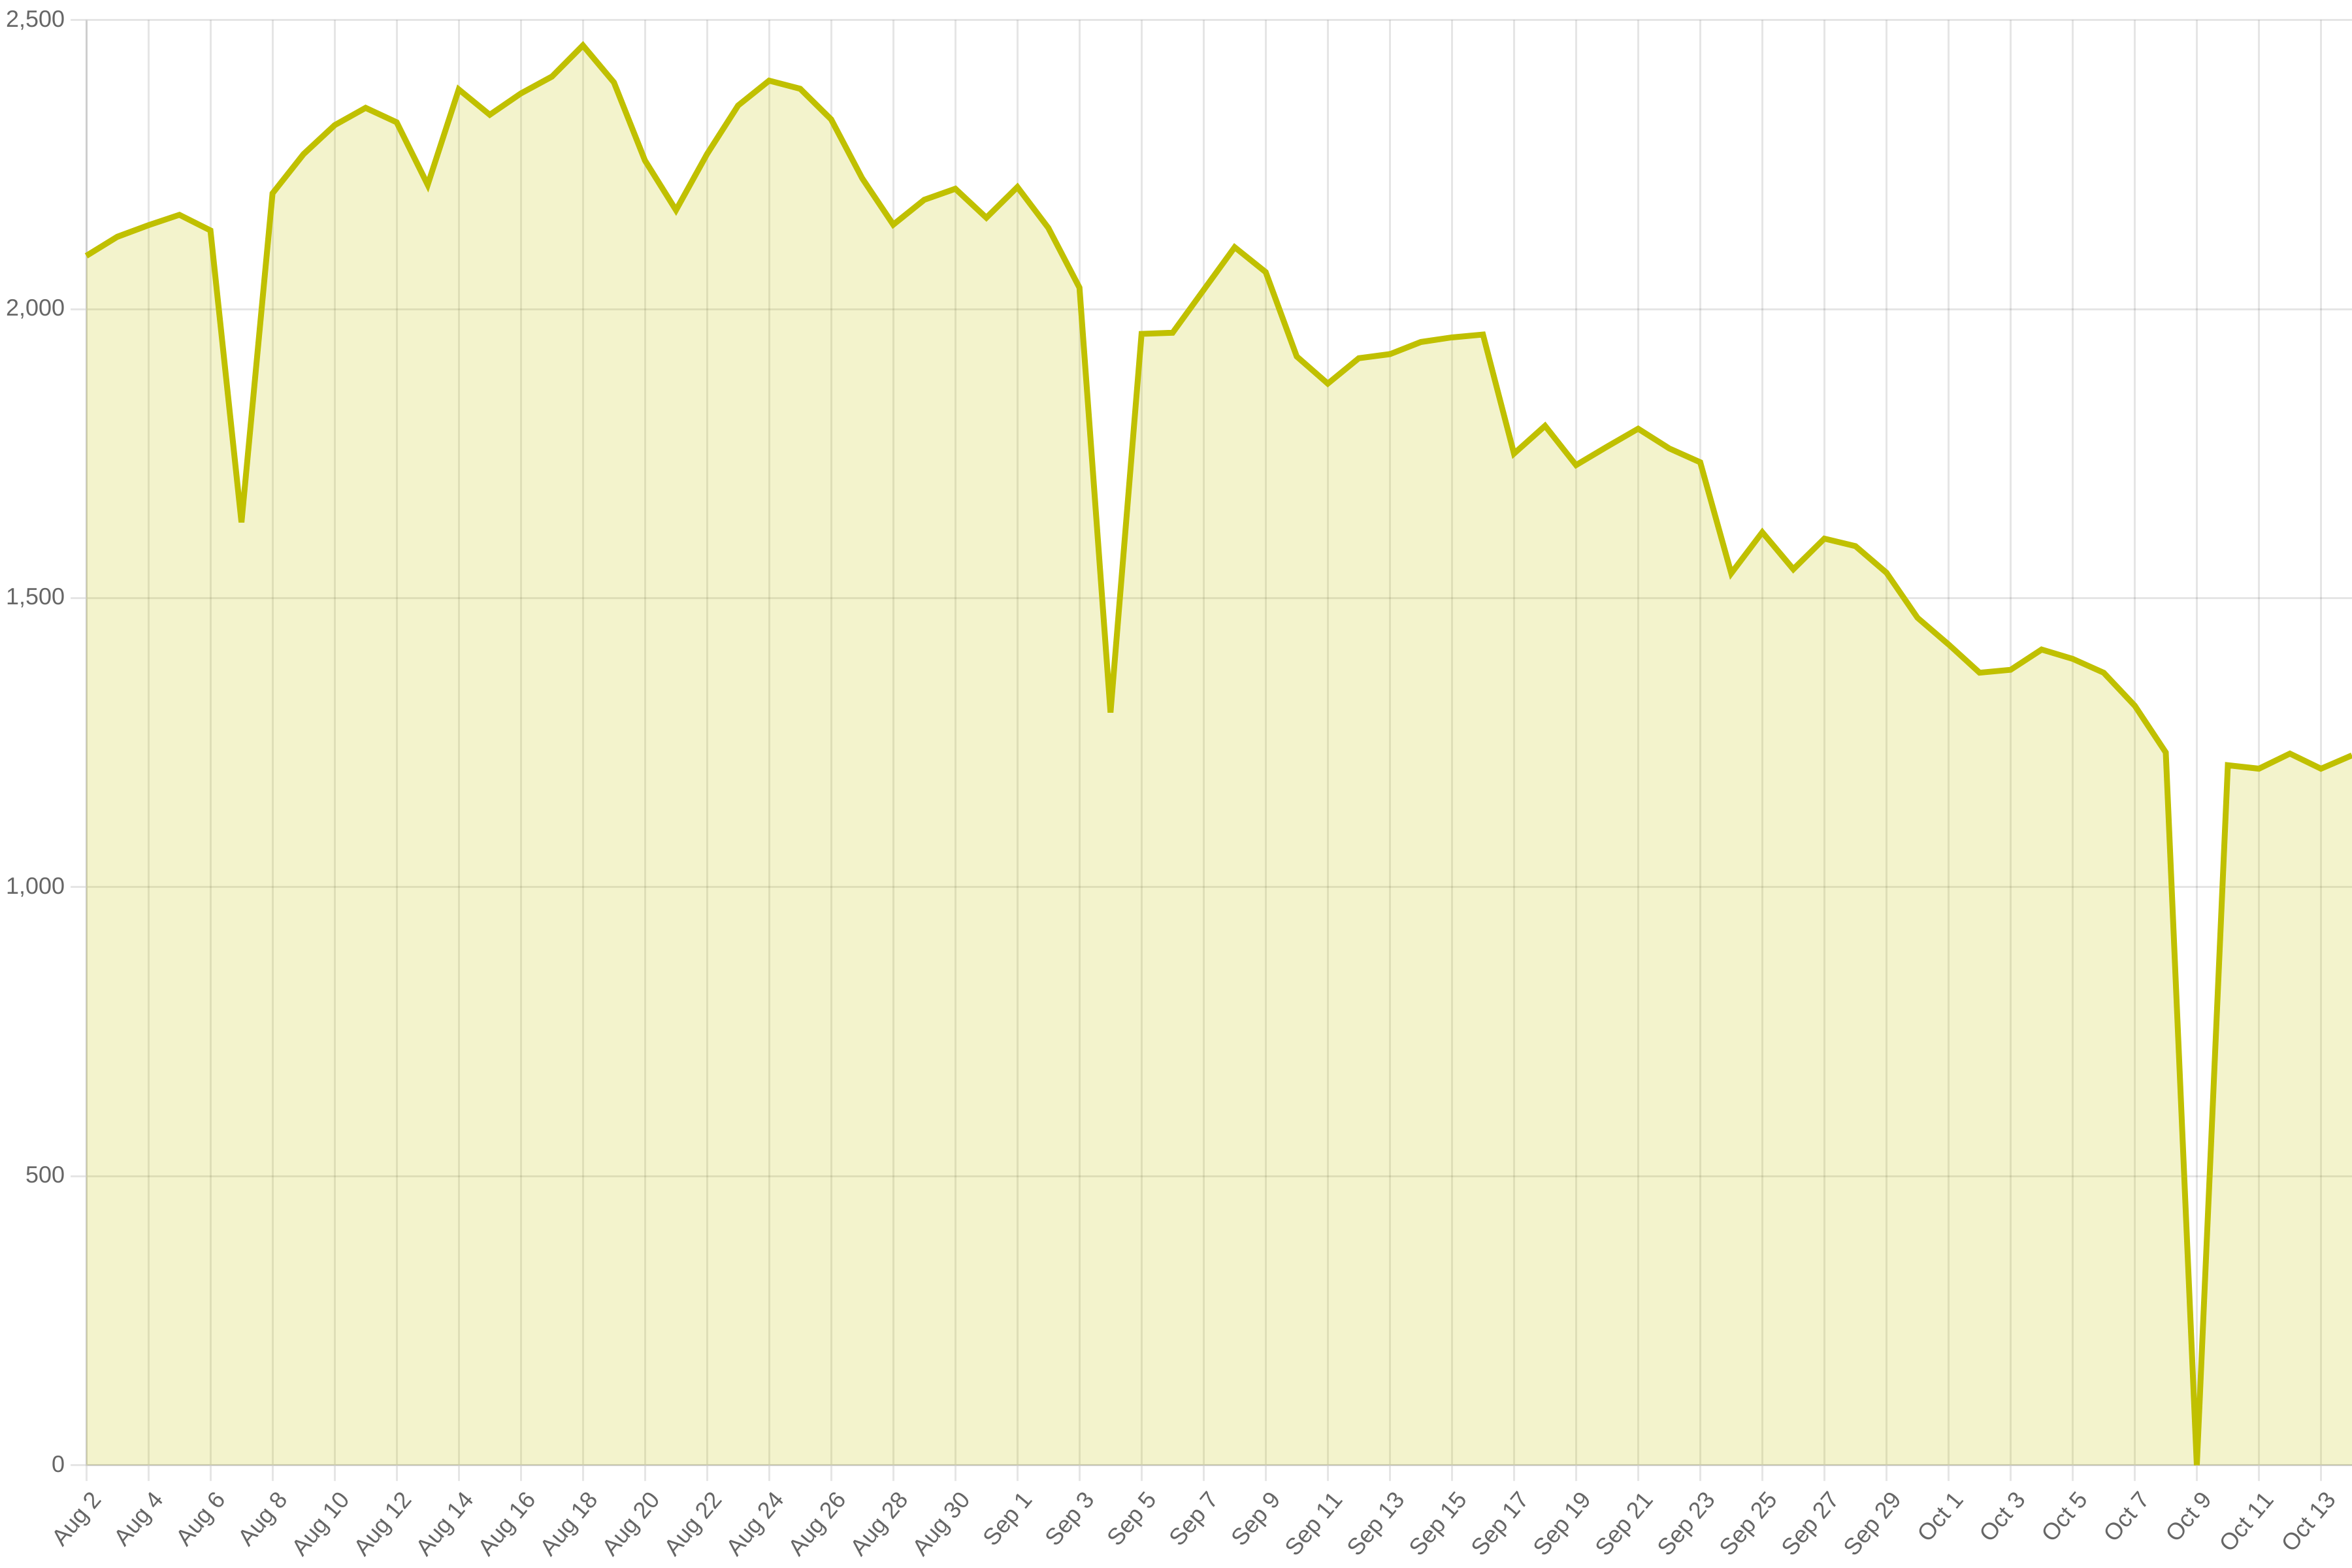 2,500
2,000
1,500
1,000
500
0
Aug 2
Aug 4
Aug 6
Aug 8
Aug 10
Aug 12
Aug 14
Aug 16
Aug 18
Aug 20
Aug 22
Aug 24
Aug 26
Aug 28
Aug 30
Sep 1
Sep 3
Sep 5
Sep 7
Sep 9
Sep 11
Sep 13
Sep 15
Sep 17
Sep 19
Sep 21
Sep 23
Sep 25
Sep 27
Sep 29
Oct 1
Oct 3
Oct 5
Oct 7
Oct 9
Oct 11
Oct 13